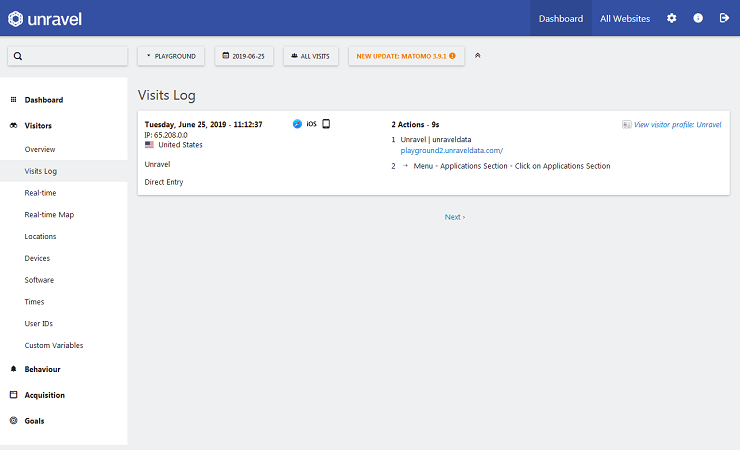 unravel
Dashboard
All Websites
PLAYGROUND
2019-06-25
ALL VISITS
NEW UPDATE: MATOMO 3.9.1
Dashboard
Visitors
Overview
Visits Log
Real-time
Real-time Map
Locations
Devices
Software
Times
User IDs
Custom Variables
Behaviour
Acquisition
Goals
Visits Log
Tuesday, June 25, 2019 - 11:12:37
IP: 65.208.0.0
United States
Unravel
Direct Entry
iOS
2 Actions - 9s
1 Unravel | unraveldata
playground2.unraveldata.com/
2 → Menu - Applications Section - Click on Applications Section
View visitor profile: Unravel
Next ›